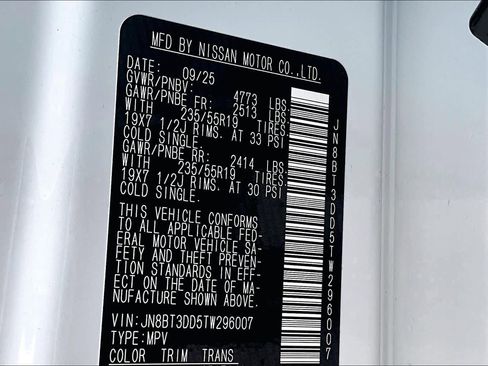 MFD BY NISSAN MOTOR CO.,LTD.
DATE: 09/25
GVWR/PNBV: 4773 LBS
GAWR/PNBE FR: 2513 LBS
WITH 235/55R19 TIRES.
19X7 1/2J RIMS. AT 33 PSI
COLD SINGLE.
GAWR/PNBE RR: 2414 LBS
WITH 235/55R19 TIRES.
19X7 1/2J RIMS. AT 30 PSI
COLD SINGLE.
THIS VEHICLE CONFORMS
TO ALL APPLICABLE FED-
ERAL MOTOR VEHICLE SA-
FETY AND THEFT PREVEN-
TION STANDARDS IN EFF-
ECT ON THE DATE OF MA-
NUFACTURE SHOWN ABOVE.
VIN:JN8BT3DD5TW296007
TYPE:MPV
COLOR TRIM TRANS
JN8BT3DD5TW296007